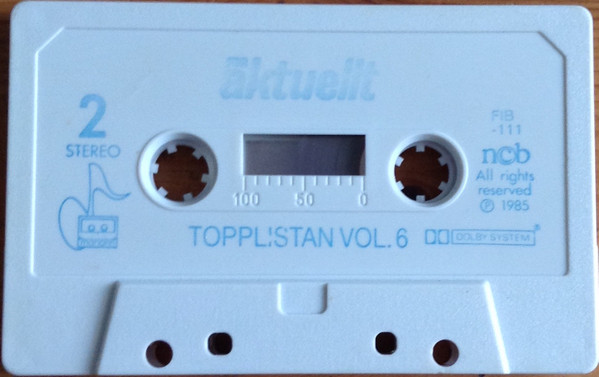 aktuellt
2
STEREO
FIB
-111
ncb
All rights
reserved
℗ 1985
100 50 0
TOPPLISTAN VOL. 6
DOLBY SYSTEM